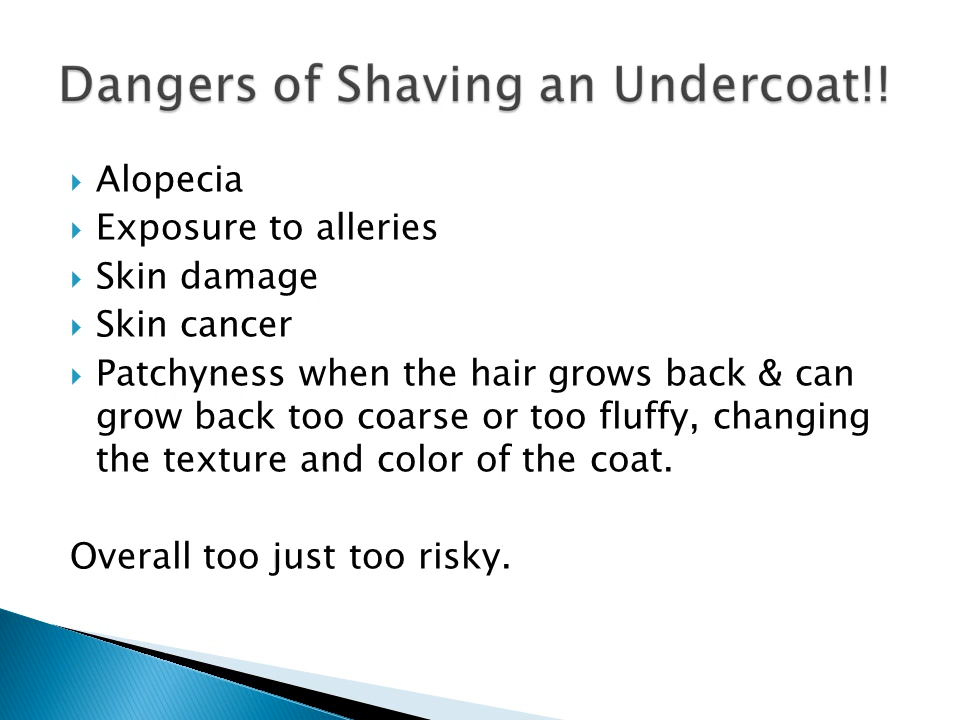 Dangers of Shaving an Undercoat!!
Alopecia
Exposure to alleries
Skin damage
Skin cancer
Patchyness when the hair grows back & can
grow back too coarse or too fluffy, changing
the texture and color of the coat.
Overall too just too risky.